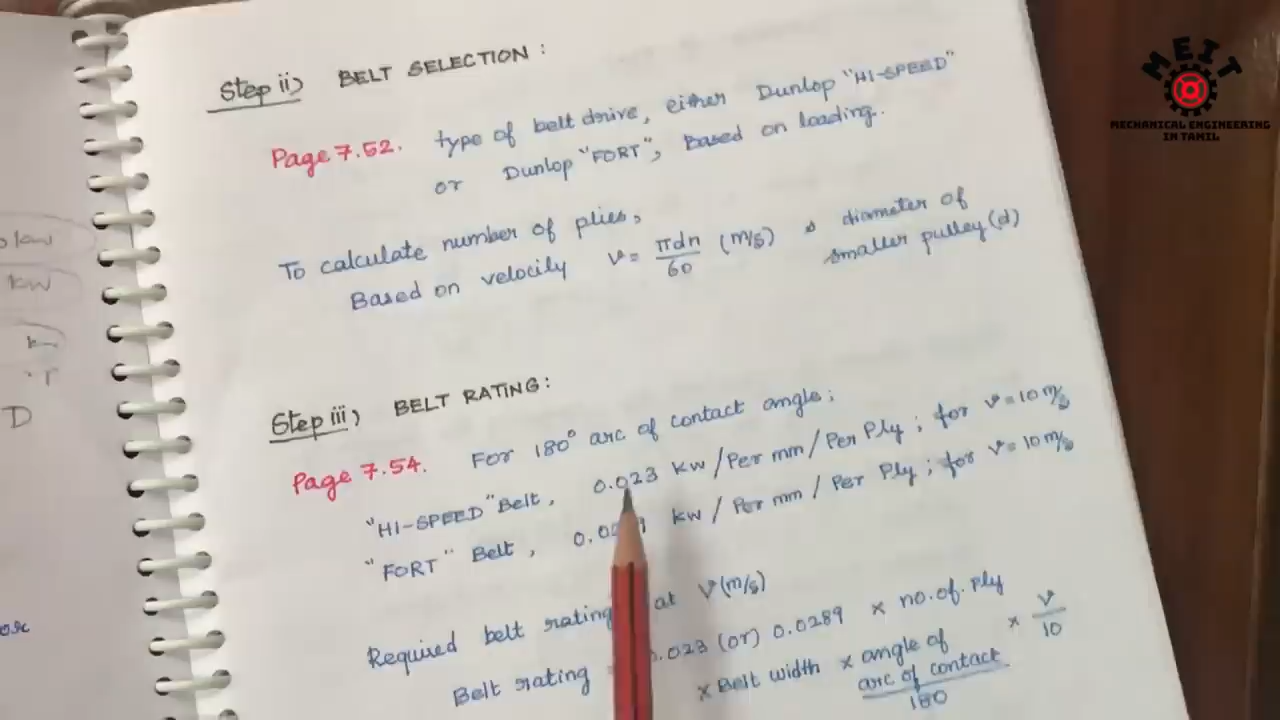 MEIT
MECHANICAL ENGINEERING
IN TAMIL
Step ii) BELT SELECTION:
Page 7.52. type of belt drive, either Dunlop "HI-SPEED"
or Dunlop "FORT", Based on loading.
To calculate number of plies,
Based on velocity v = πdn/60 (m/s) & diameter of
smaller pulley (d)
Step iii) BELT RATING:
Page 7.54. For 180° arc of contact angle;
"HI-SPEED" Belt, 0.023 kw/Per mm/Per Ply; for v=10 m/s
"FORT" Belt, 0.0 9 kw/Per mm/Per Ply; for v=10 m/s
Required belt rating at V(m/s)
Belt rating .023 (or) 0.0289 × no.of.ply
× Belt width × angle of arc of contact/180 × v/10
kw
D